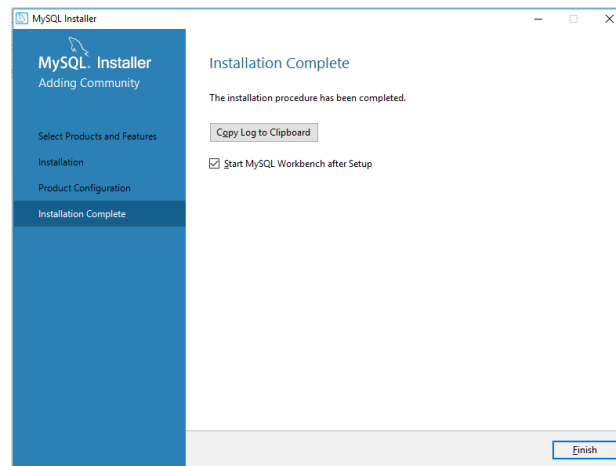 MySQL Installer
MySQL. Installer
Adding Community
Select Products and Features
Installation
Product Configuration
Installation Complete
Installation Complete
The installation procedure has been completed.
Copy Log to Clipboard
Start MySQL Workbench after Setup
Finish